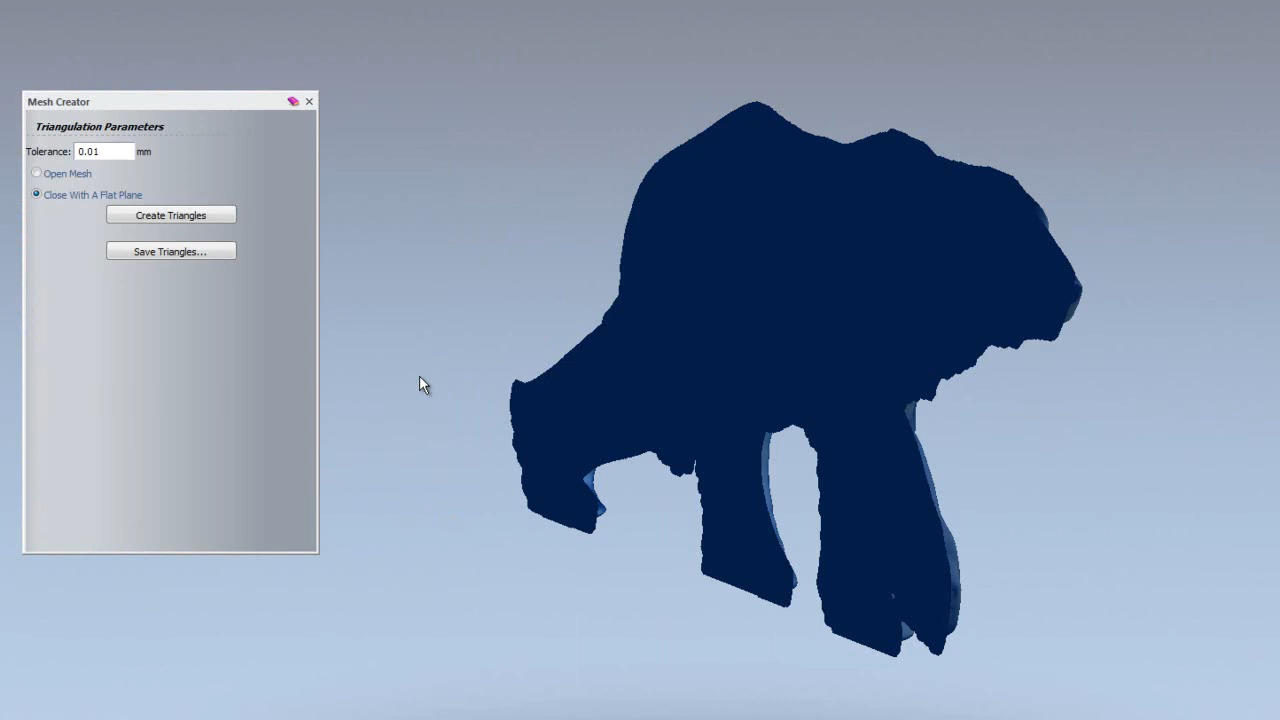 Mesh Creator
Triangulation Parameters
Tolerance: 0.01 mm
Open Mesh
Close With A Flat Plane
Create Triangles
Save Triangles...